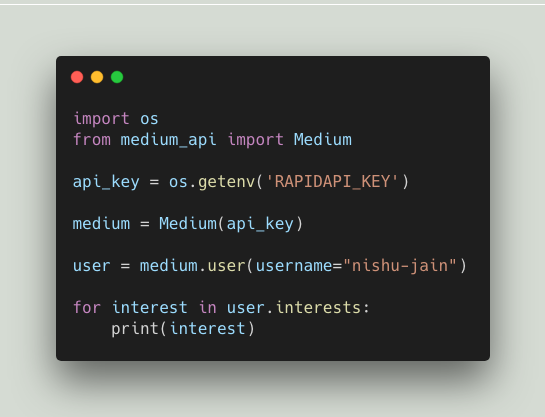 import os
from medium_api import Medium

api_key = os.getenv('RAPIDAPI_KEY')

medium = Medium(api_key)

user = medium.user(username="nishu-jain")

for interest in user.interests:
    print(interest)